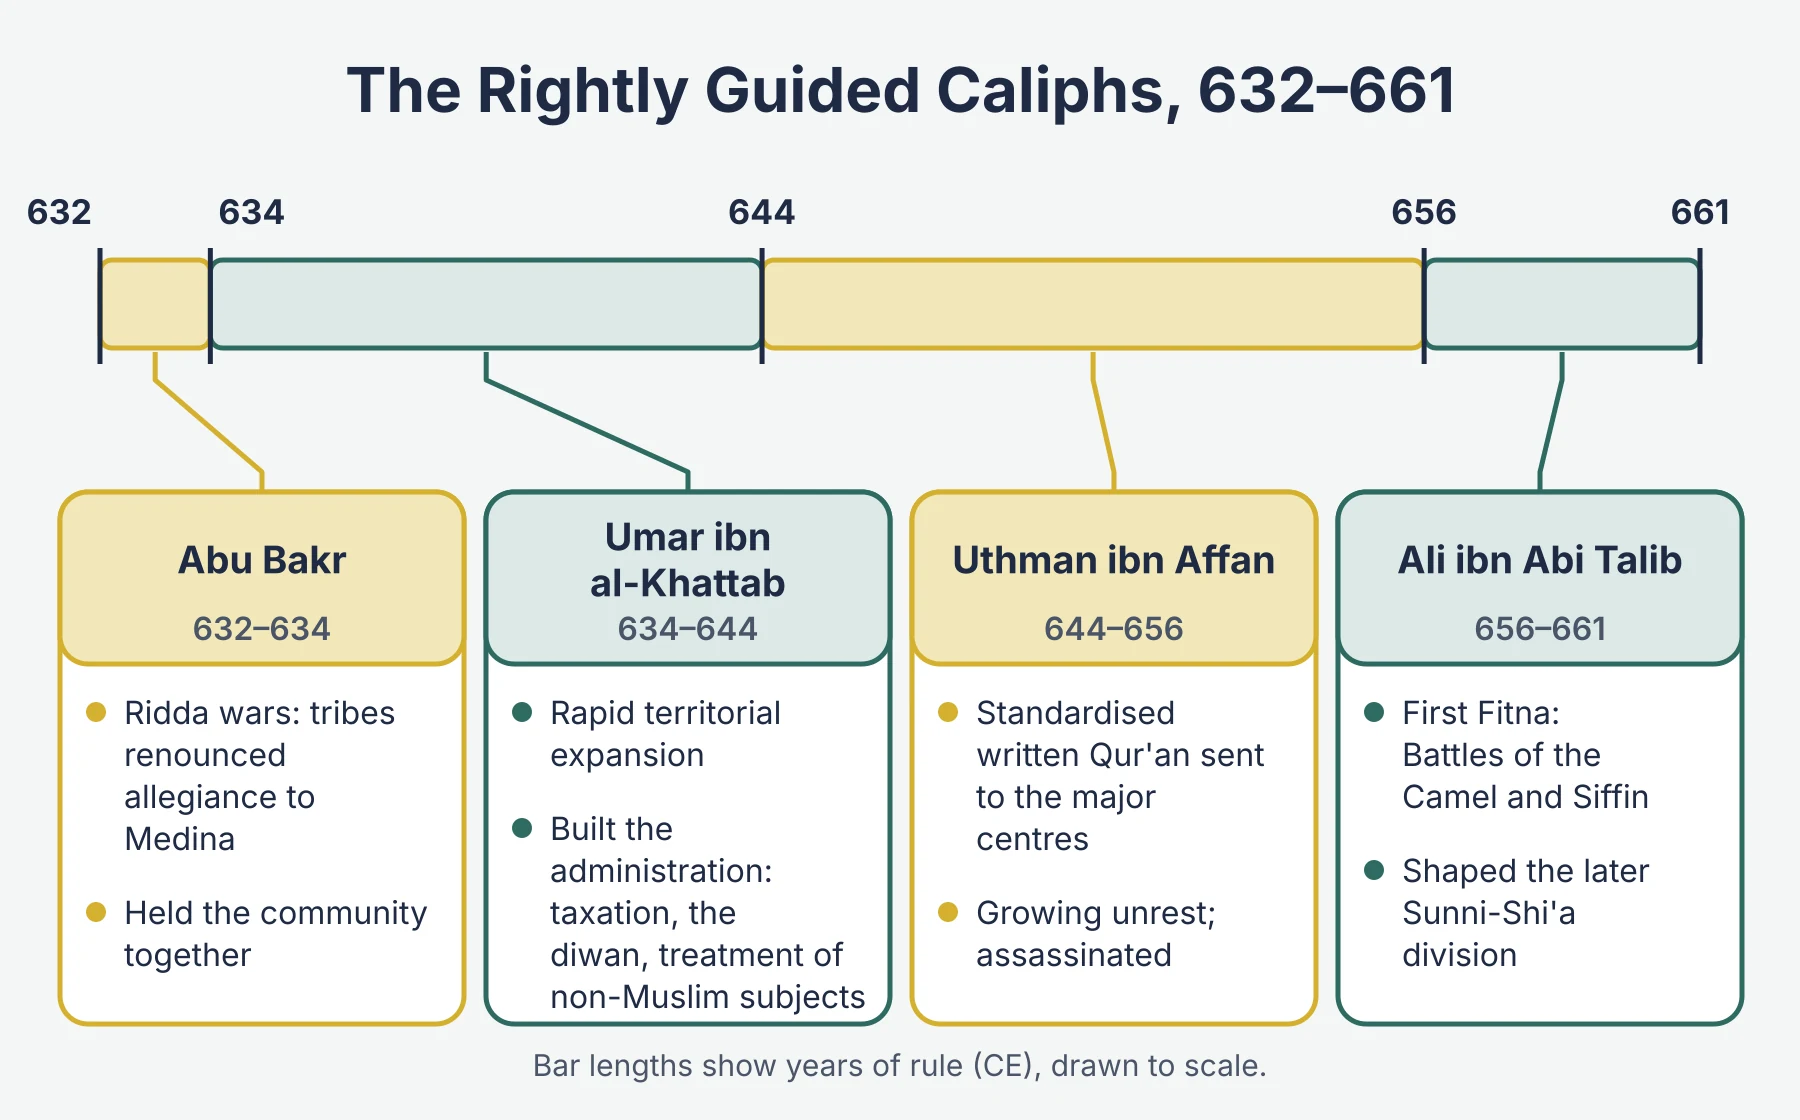 The Rightly Guided Caliphs, 632–661
632
634
644
656
661
Abu Bakr
632–634
Ridda wars: tribes
renounced
allegiance to
Medina
Held the community
together
Umar ibn
al-Khattab
634–644
Rapid territorial
expansion
Built the
administration:
taxation, the
diwan, treatment of
non-Muslim subjects
Uthman ibn Affan
644–656
Standardised
written Qur'an sent
to the major
centres
Growing unrest;
assassinated
Ali ibn Abi Talib
656–661
First Fitna:
Battles of the
Camel and Siffin
Shaped the later
Sunni-Shi'a
division
Bar lengths show years of rule (CE), drawn to scale.